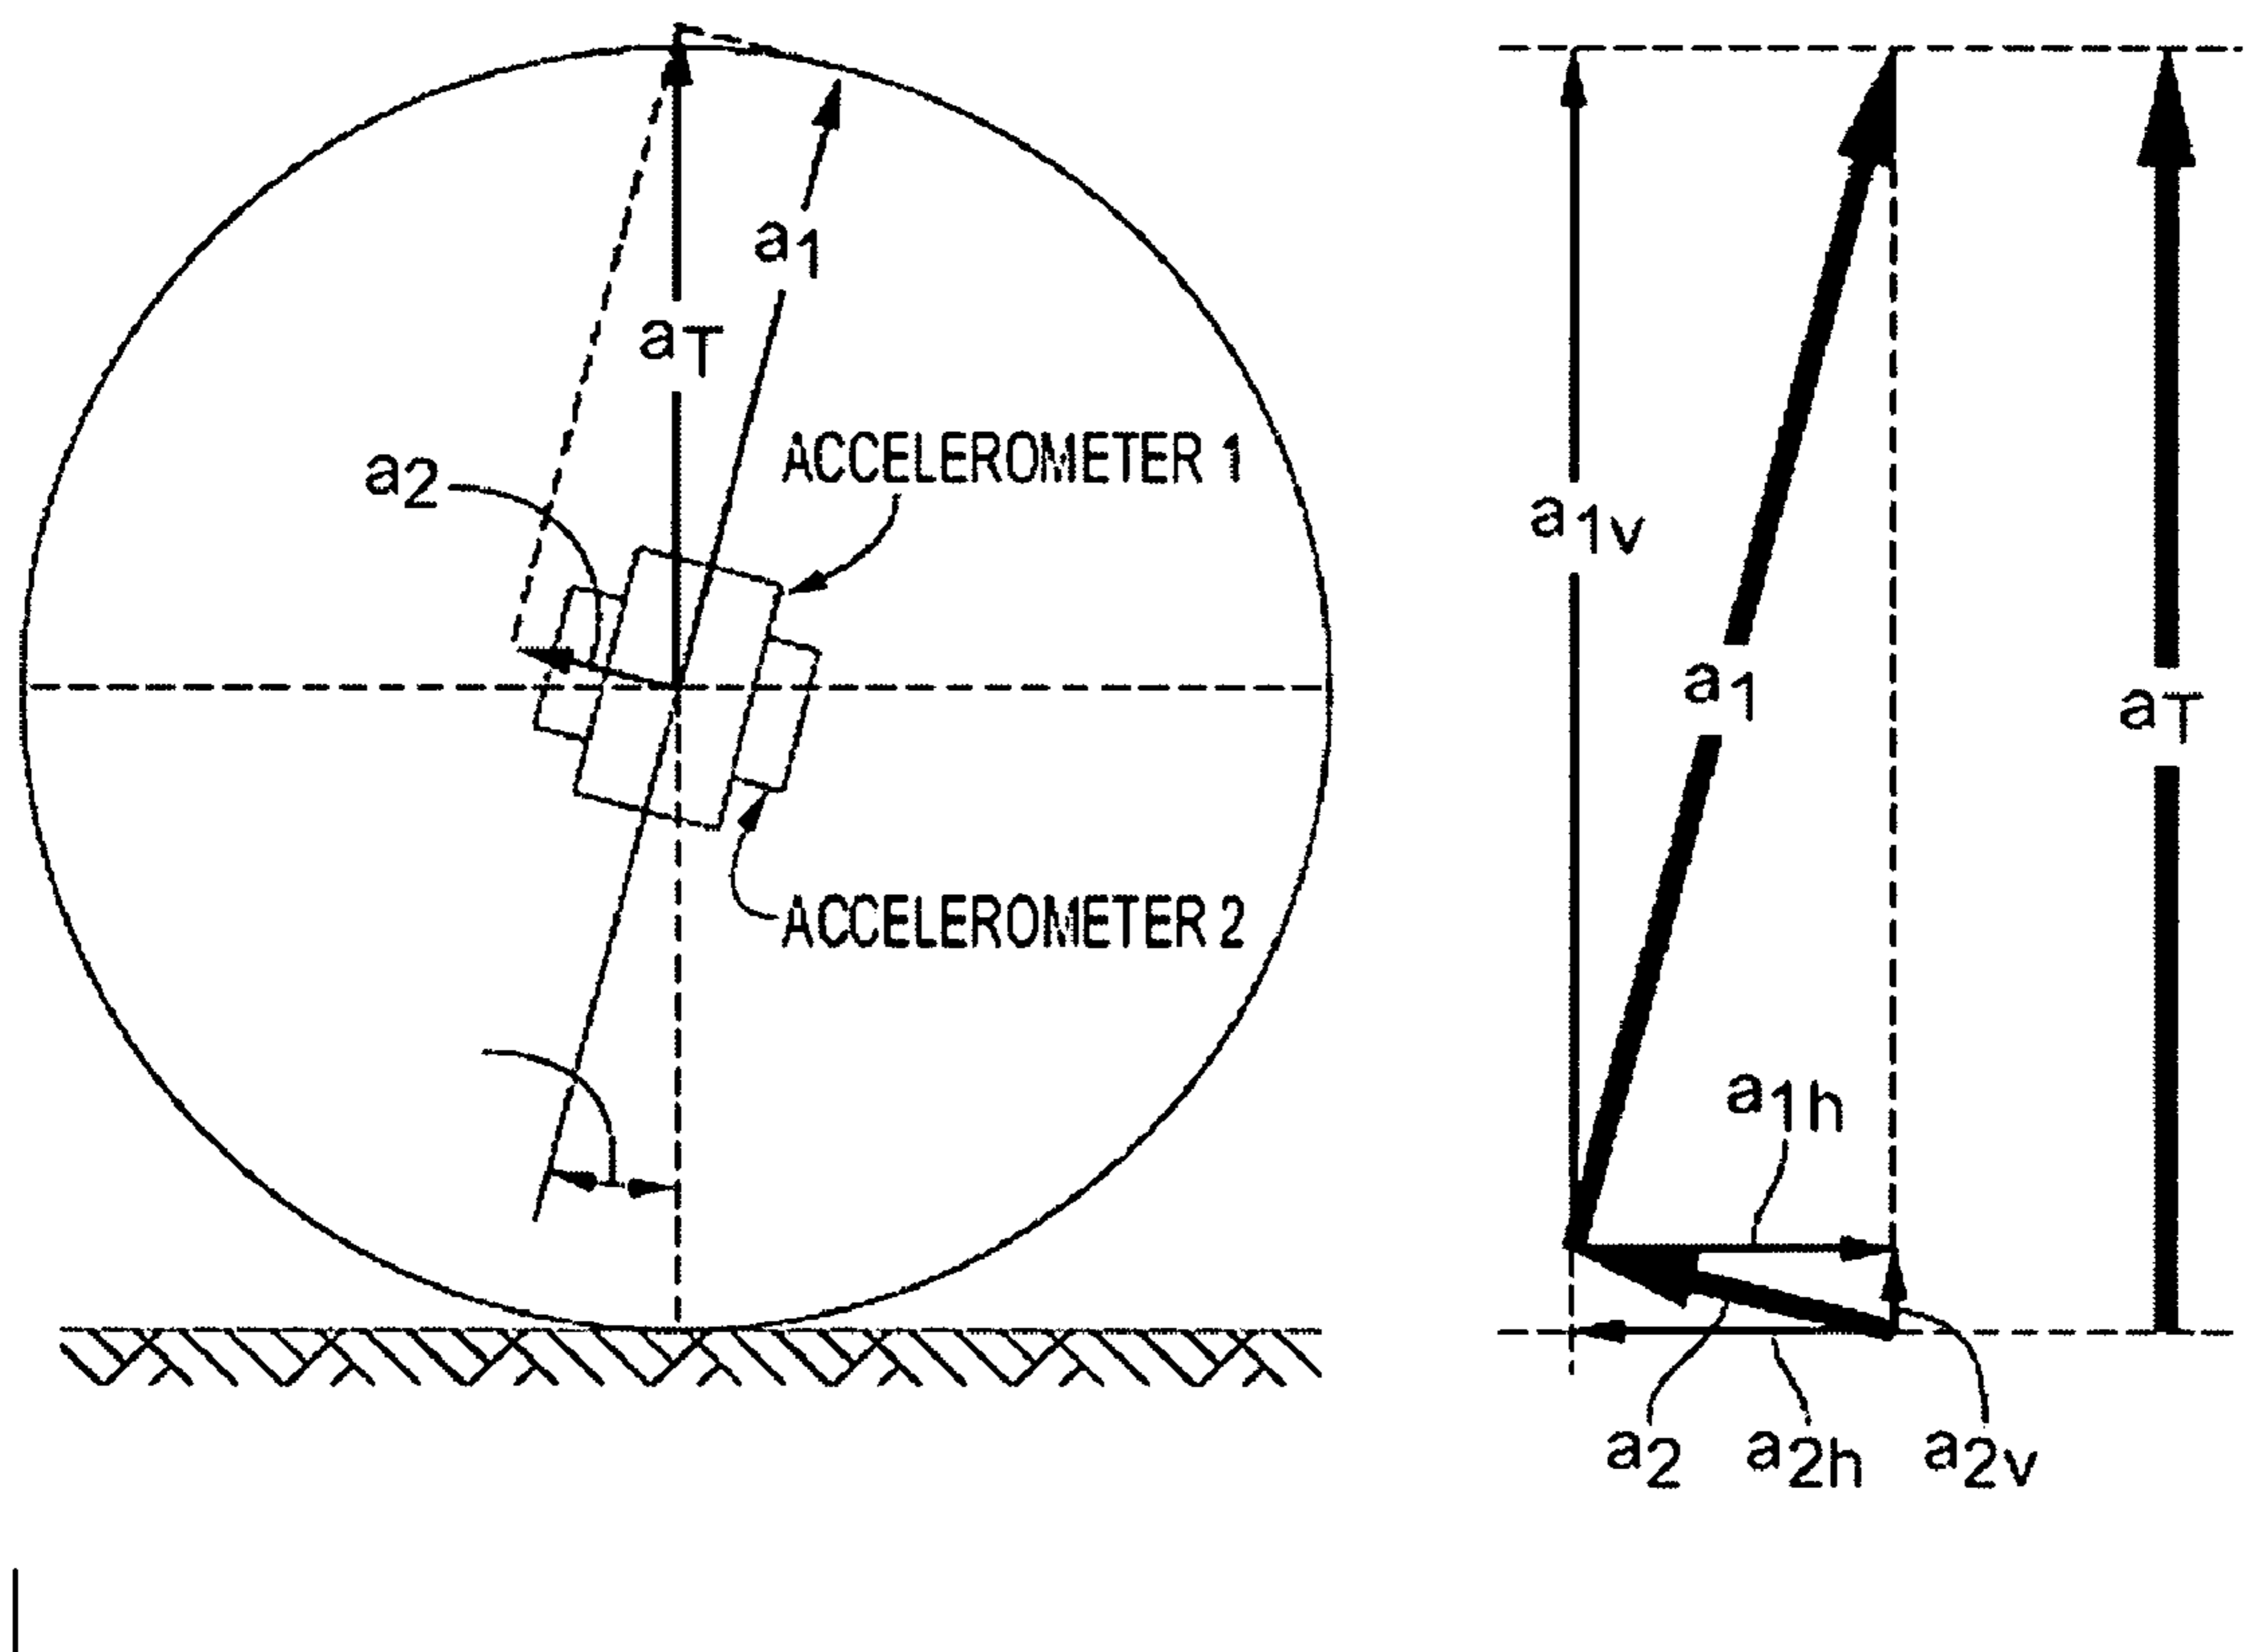 a1
aT
ACCELEROMETER 1
a2
ACCELEROMETER 2
a1v
a1
aT
a1h
a2
a2h
a2v